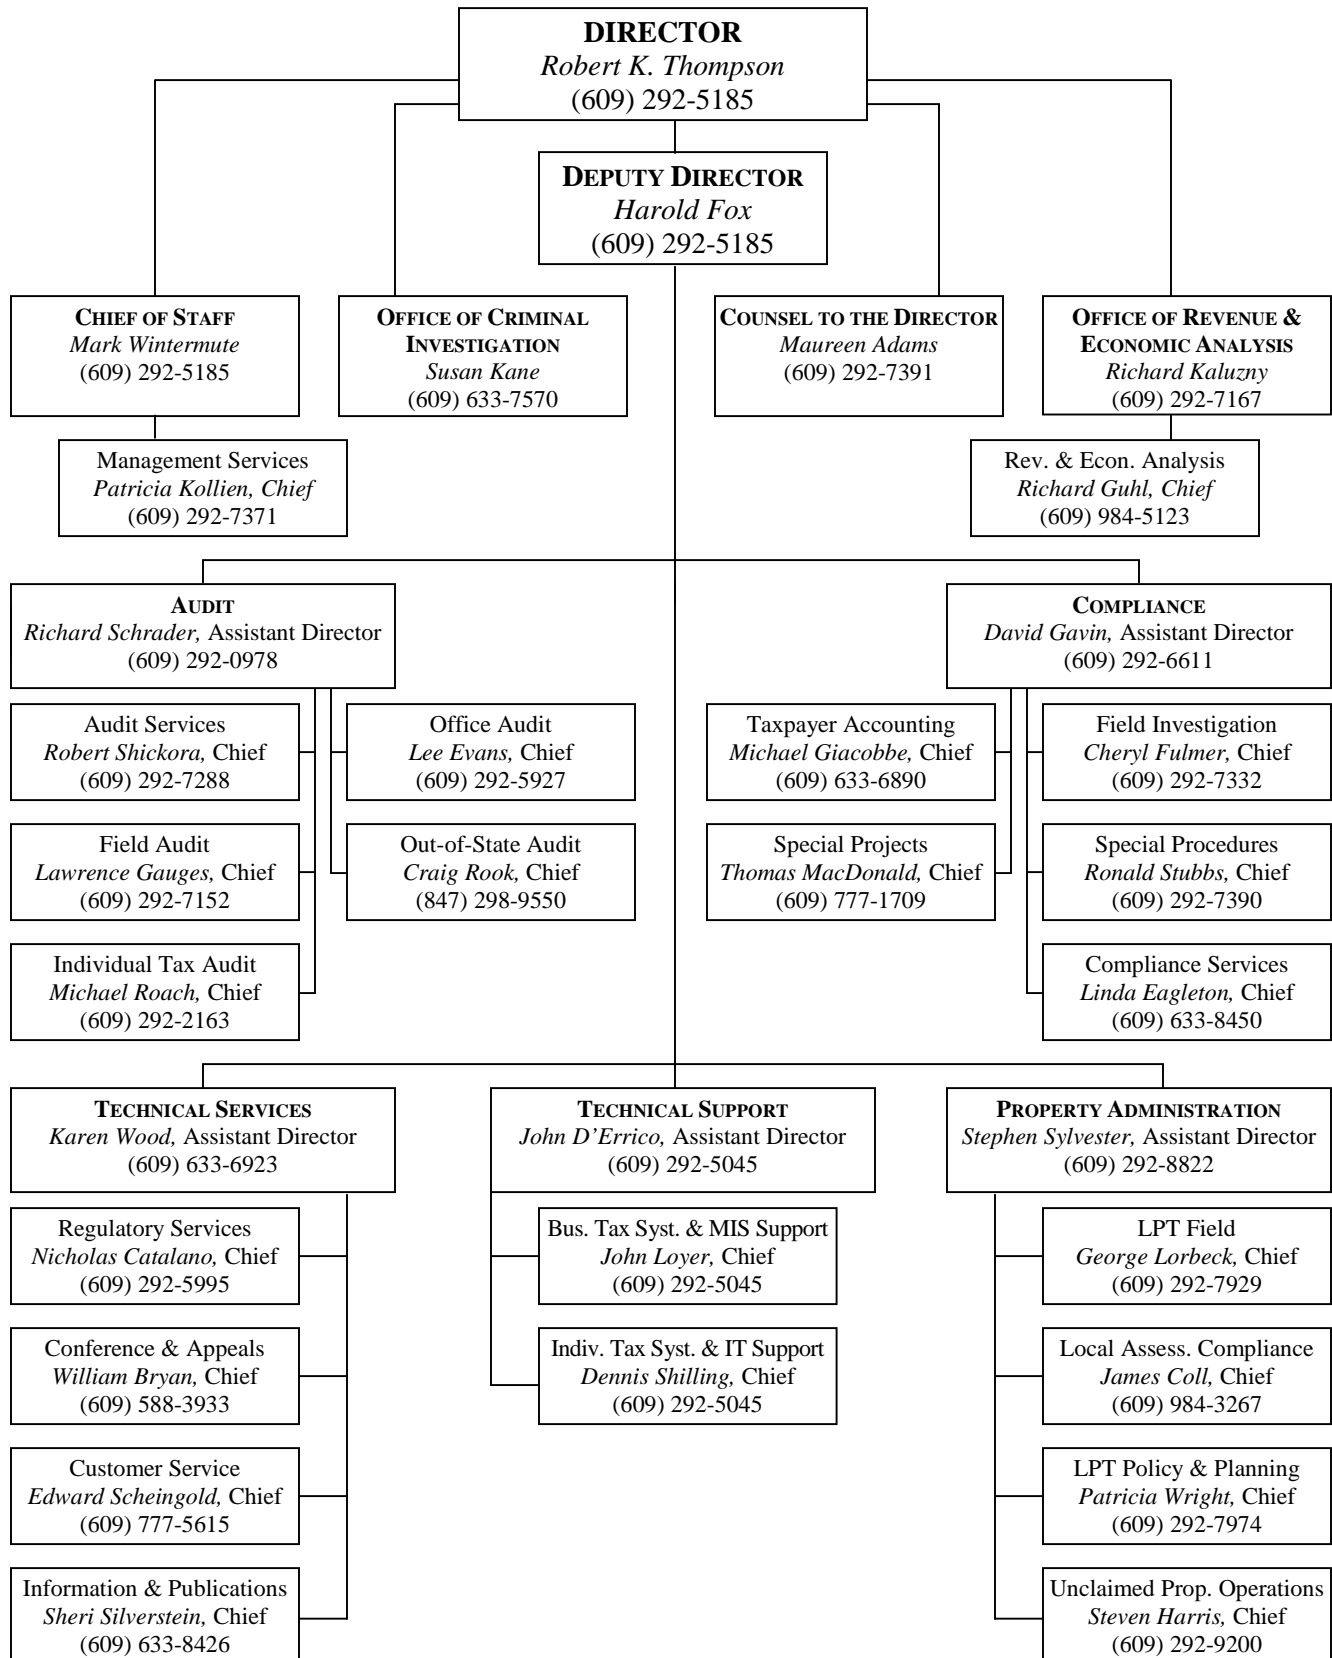 DIRECTOR
Robert K. Thompson
(609) 292-5185
DEPUTY DIRECTOR
Harold Fox
(609) 292-5185
CHIEF OF STAFF
Mark Wintermute
(609) 292-5185
OFFICE OF CRIMINAL
INVESTIGATION
Susan Kane
(609) 633-7570
COUNSEL TO THE DIRECTOR
Maureen Adams
(609) 292-7391
OFFICE OF REVENUE &
ECONOMIC ANALYSIS
Richard Kaluzny
(609) 292-7167
Management Services
Patricia Kollien, Chief
(609) 292-7371
Rev. & Econ. Analysis
Richard Guhl, Chief
(609) 984-5123
AUDIT
Richard Schrader, Assistant Director
(609) 292-0978
COMPLIANCE
David Gavin, Assistant Director
(609) 292-6611
Audit Services
Robert Shickora, Chief
(609) 292-7288
Office Audit
Lee Evans, Chief
(609) 292-5927
Taxpayer Accounting
Michael Giacobbe, Chief
(609) 633-6890
Field Investigation
Cheryl Fulmer, Chief
(609) 292-7332
Field Audit
Lawrence Gauges, Chief
(609) 292-7152
Out-of-State Audit
Craig Rook, Chief
(847) 298-9550
Special Projects
Thomas MacDonald, Chief
(609) 777-1709
Special Procedures
Ronald Stubbs, Chief
(609) 292-7390
Individual Tax Audit
Michael Roach, Chief
(609) 292-2163
Compliance Services
Linda Eagleton, Chief
(609) 633-8450
TECHNICAL SERVICES
Karen Wood, Assistant Director
(609) 633-6923
TECHNICAL SUPPORT
John D'Errico, Assistant Director
(609) 292-5045
PROPERTY ADMINISTRATION
Stephen Sylvester, Assistant Director
(609) 292-8822
Regulatory Services
Nicholas Catalano, Chief
(609) 292-5995
Bus. Tax Syst. & MIS Support
John Loyer, Chief
(609) 292-5045
LPT Field
George Lorbeck, Chief
(609) 292-7929
Conference & Appeals
William Bryan, Chief
(609) 588-3933
Indiv. Tax Syst. & IT Support
Dennis Shilling, Chief
(609) 292-5045
Local Assess. Compliance
James Coll, Chief
(609) 984-3267
Customer Service
Edward Scheingold, Chief
(609) 777-5615
LPT Policy & Planning
Patricia Wright, Chief
(609) 292-7974
Information & Publications
Sheri Silverstein, Chief
(609) 633-8426
Unclaimed Prop. Operations
Steven Harris, Chief
(609) 292-9200